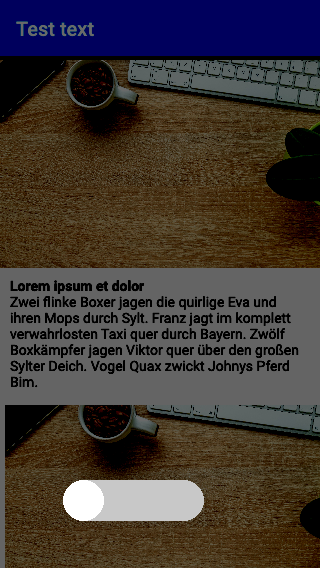 Test text
Lorem ipsum et dolor
Zwei flinke Boxer jagen die quirlige Eva und
ihren Mops durch Sylt. Franz jagt im komplett
verwahrlosten Taxi quer durch Bayern. Zwölf
Boxkämpfer jagen Viktor quer über den großen
Sylter Deich. Vogel Quax zwickt Johnys Pferd
Bim.